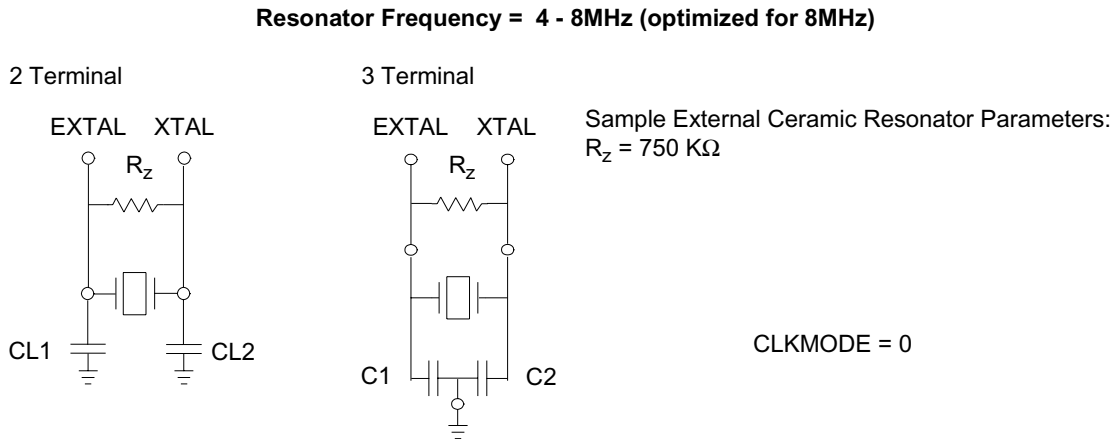 Resonator Frequency = 4 - 8MHz (optimized for 8MHz)
2 Terminal
3 Terminal
EXTAL XTAL
EXTAL XTAL
Sample External Ceramic Resonator Parameters:
Rz = 750 KΩ
Rz
Rz
CL1
CL2
CLKMODE = 0
C1
C2